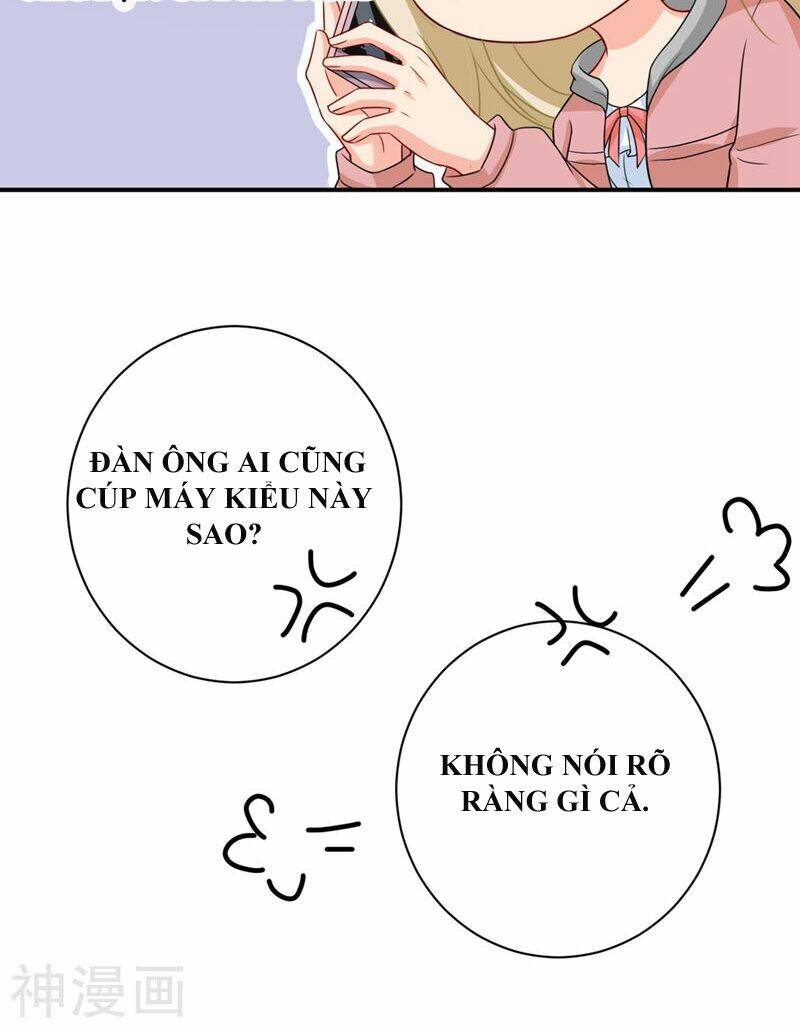 ĐÀN ÔNG AI CŨNG
CÚP MÁY KIỂU NÀY
SAO?
KHÔNG NÓI RÕ
RÀNG GÌ CẢ.
神漫画